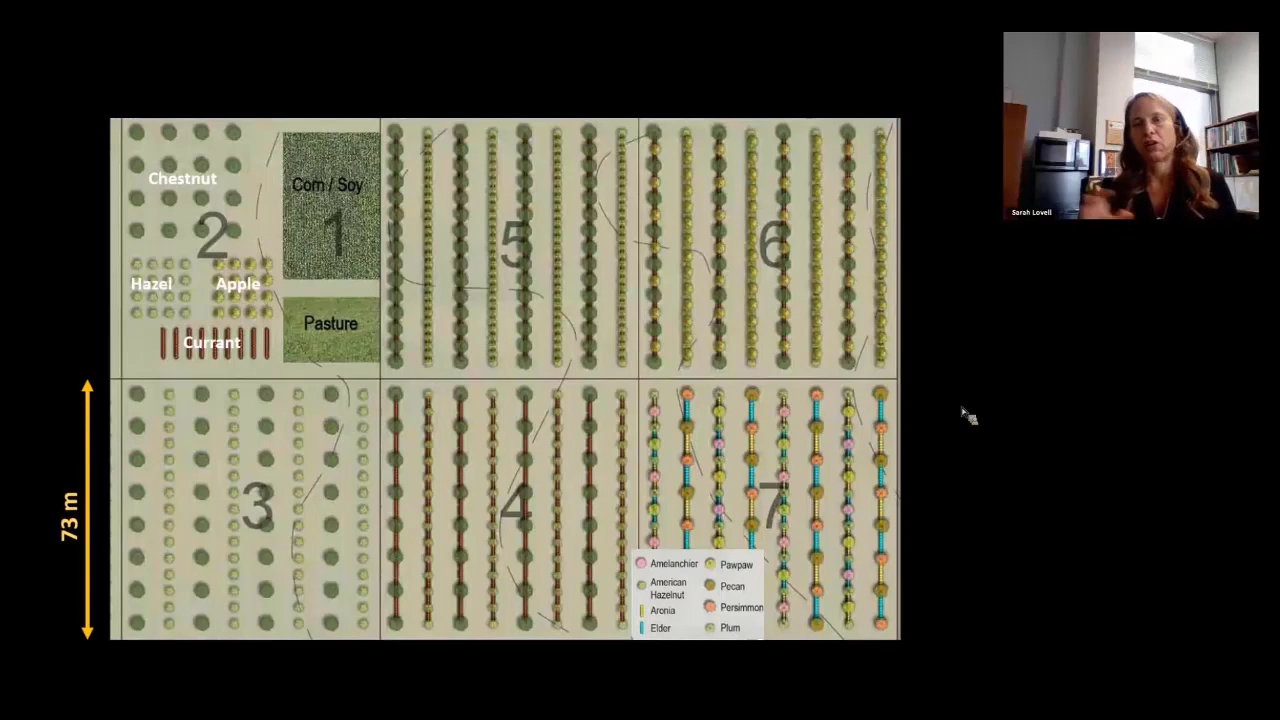 Sarah Lovell
Chestnut
2
Hazel
Apple
Currant
Corn / Soy
1
Pasture
5
6
73 m
3
4
7
Amelanchier
American
Hazelnut
Aronia
Elder
Pawpaw
Pecan
Persimmon
Plum